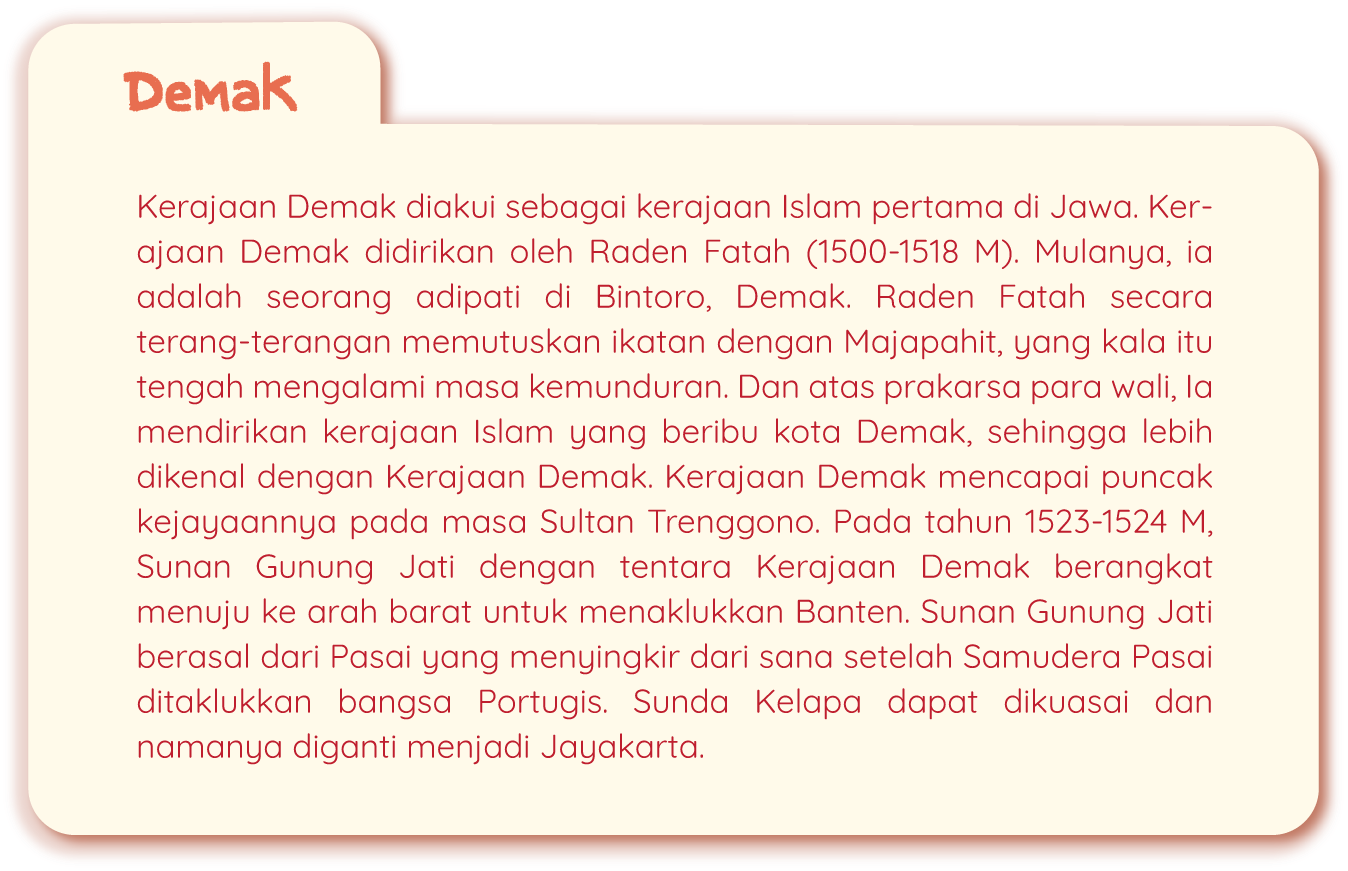 Demak
Kerajaan Demak diakui sebagai kerajaan Islam pertama di Jawa. Ker-
ajaan Demak didirikan oleh Raden Fatah (1500-1518 M). Mulanya, ia
adalah seorang adipati di Bintoro, Demak. Raden Fatah secara
terang-terangan memutuskan ikatan dengan Majapahit, yang kala itu
tengah mengalami masa kemunduran. Dan atas prakarsa para wali, Ia
mendirikan kerajaan Islam yang beribu kota Demak, sehingga lebih
dikenal dengan Kerajaan Demak. Kerajaan Demak mencapai puncak
kejayaannya pada masa Sultan Trenggono. Pada tahun 1523-1524 M,
Sunan Gunung Jati dengan tentara Kerajaan Demak berangkat
menuju ke arah barat untuk menaklukkan Banten. Sunan Gunung Jati
berasal dari Pasai yang menyingkir dari sana setelah Samudera Pasai
ditaklukkan bangsa Portugis. Sunda Kelapa dapat dikuasai dan
namanya diganti menjadi Jayakarta.